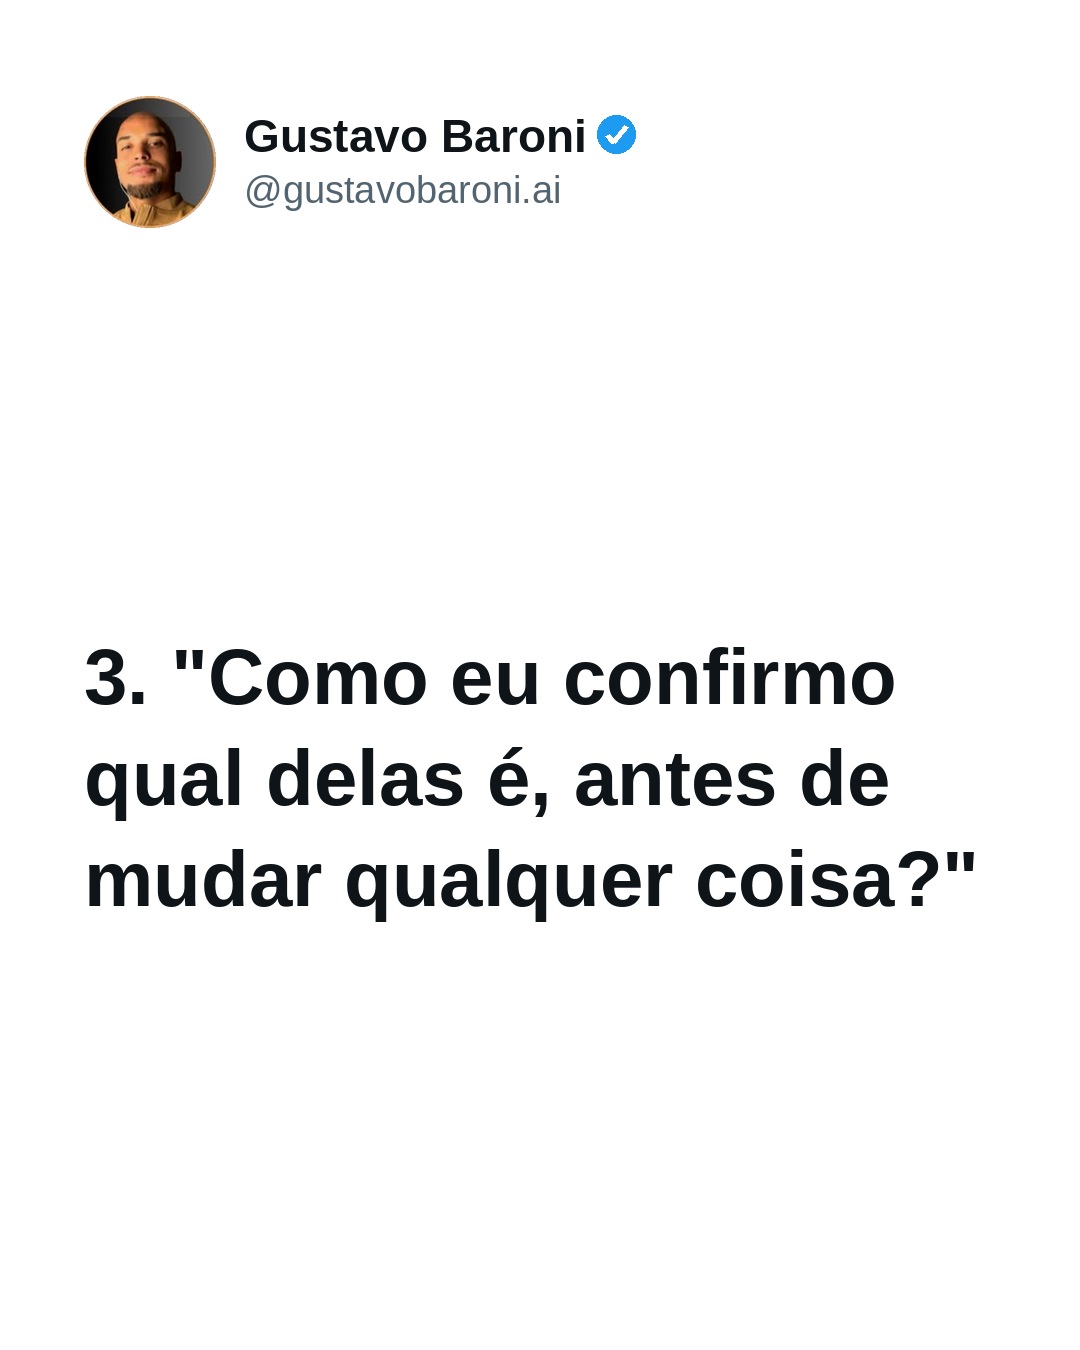 Gustavo Baroni
@gustavobaroni.ai
3. "Como eu confirmo
qual delas é, antes de
mudar qualquer coisa?"